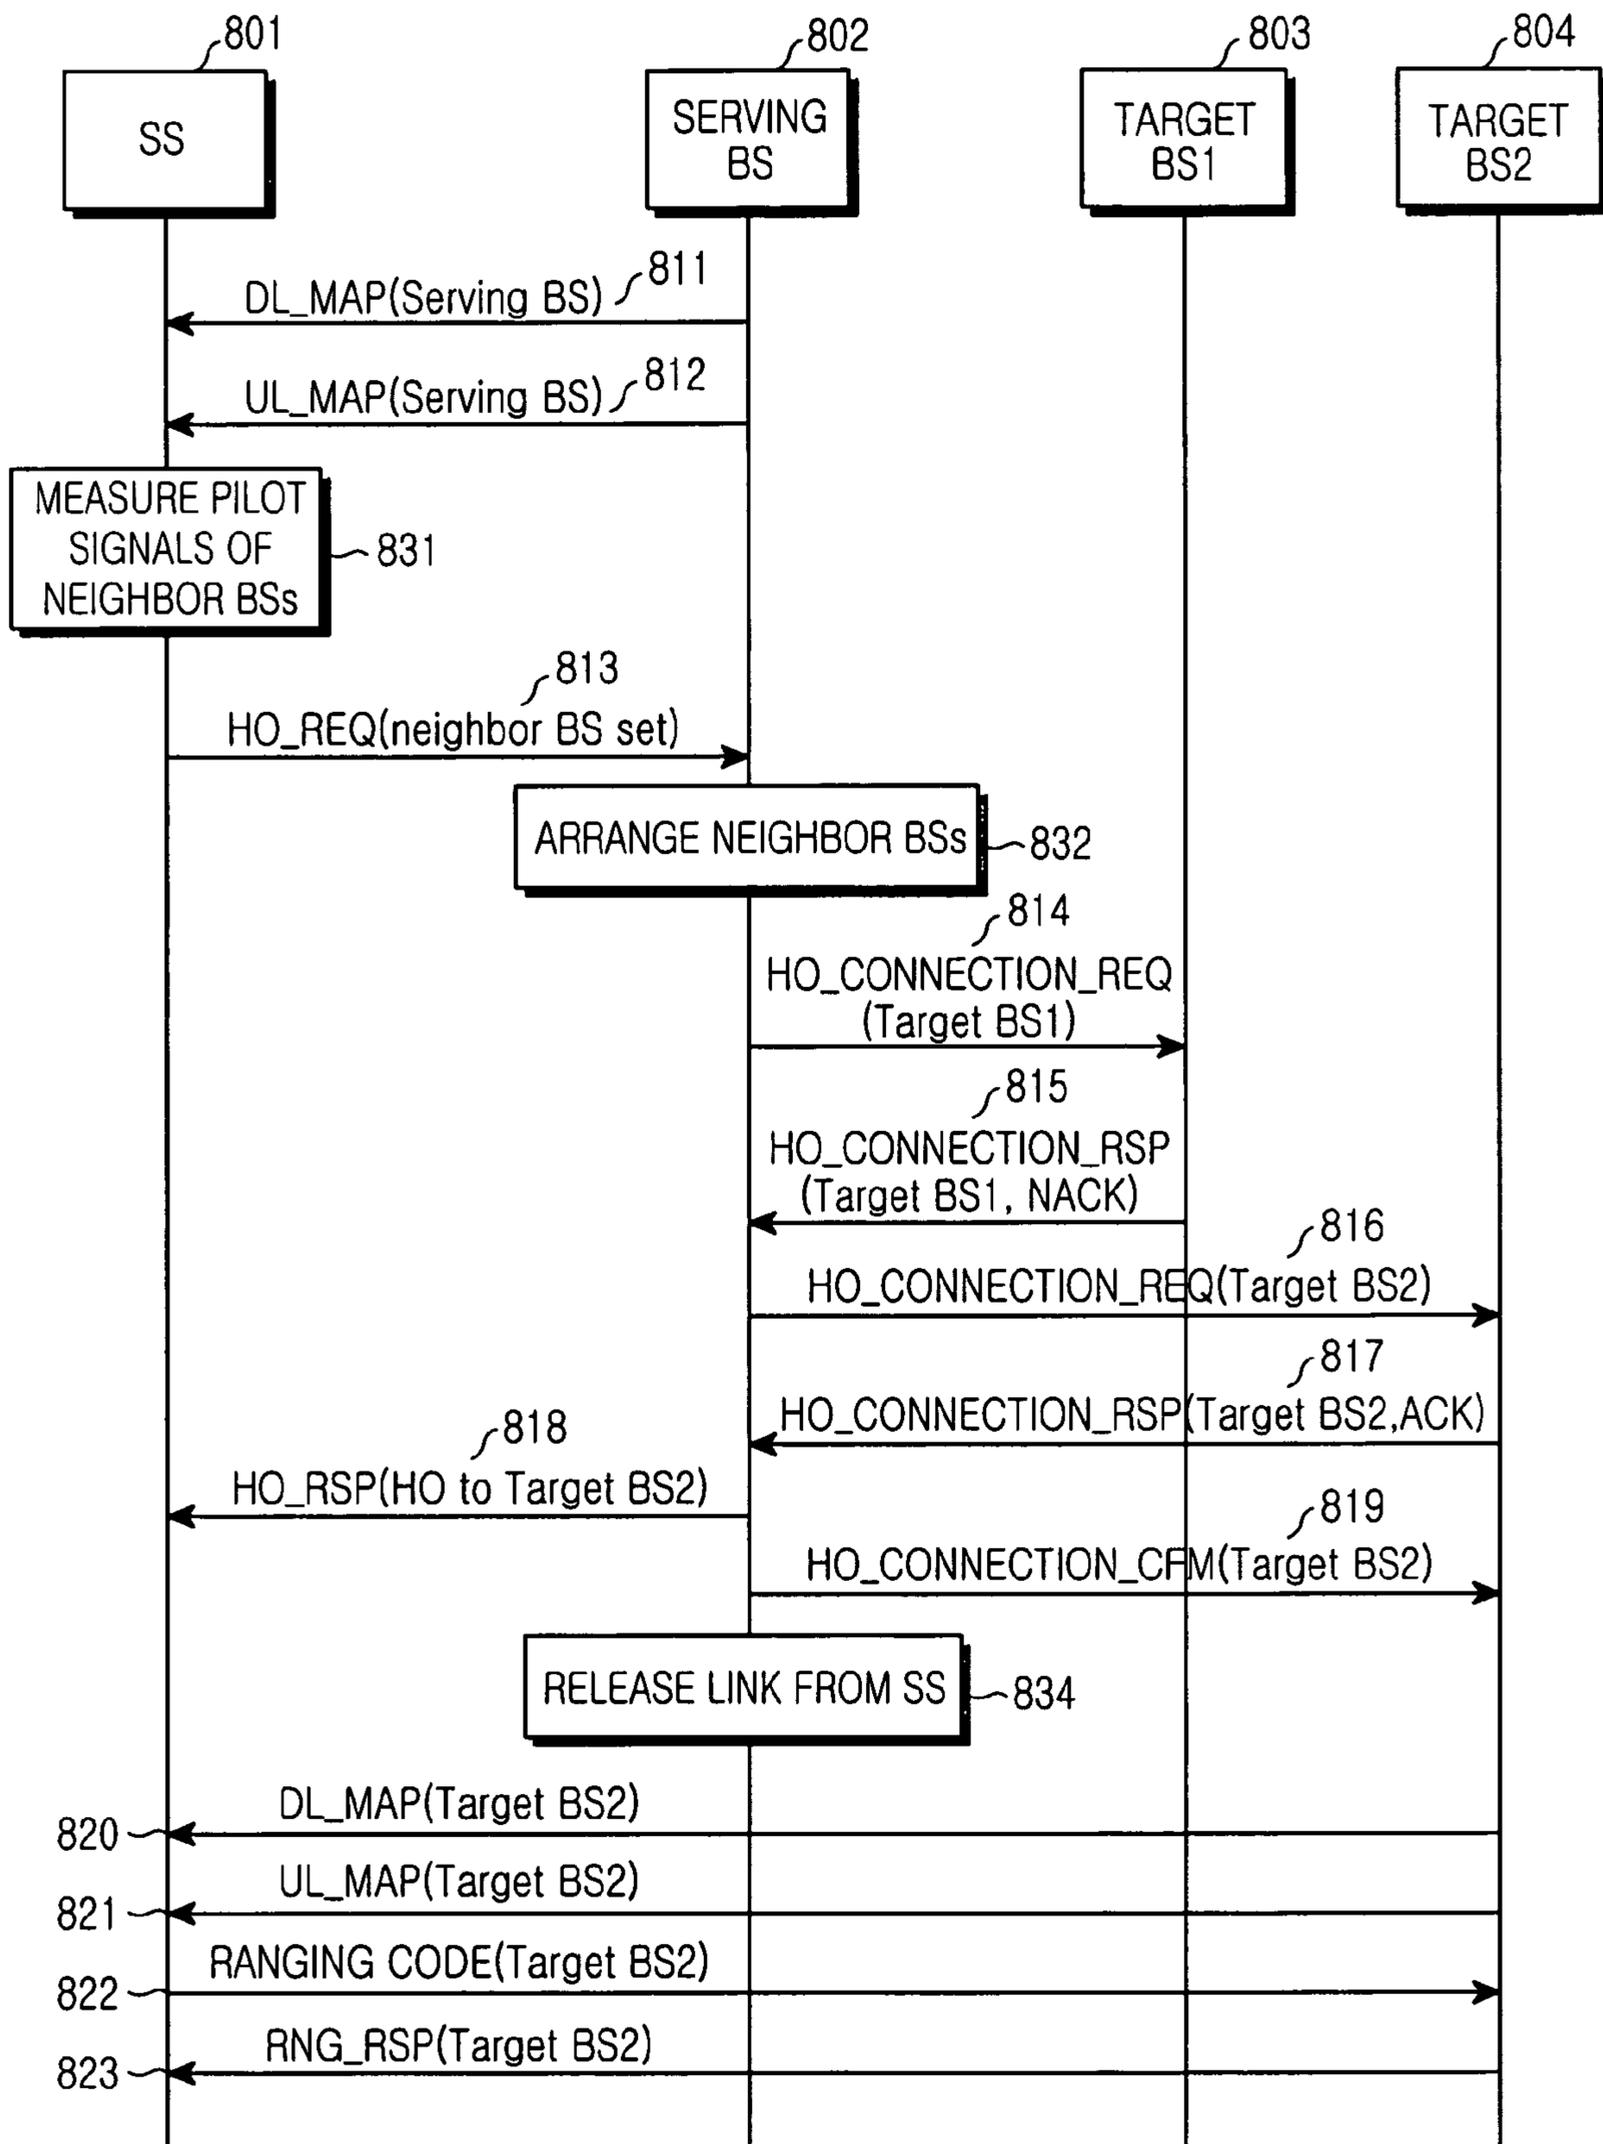 801
802
803
804
SS
SERVING
BS
TARGET
BS1
TARGET
BS2
811
DL_MAP(Serving BS)
812
UL_MAP(Serving BS)
MEASURE PILOT
SIGNALS OF
NEIGHBOR BSs
831
813
HO_REQ(neighbor BS set)
ARRANGE NEIGHBOR BSs
832
814
HO_CONNECTION_REQ
(Target BS1)
815
HO_CONNECTION_RSP
(Target BS1, NACK)
816
HO_CONNECTION_REQ(Target BS2)
817
HO_CONNECTION_RSP(Target BS2,ACK)
818
HO_RSP(HO to Target BS2)
819
HO_CONNECTION_CFM(Target BS2)
RELEASE LINK FROM SS
834
DL_MAP(Target BS2)
820
UL_MAP(Target BS2)
821
RANGING CODE(Target BS2)
822
RNG_RSP(Target BS2)
823